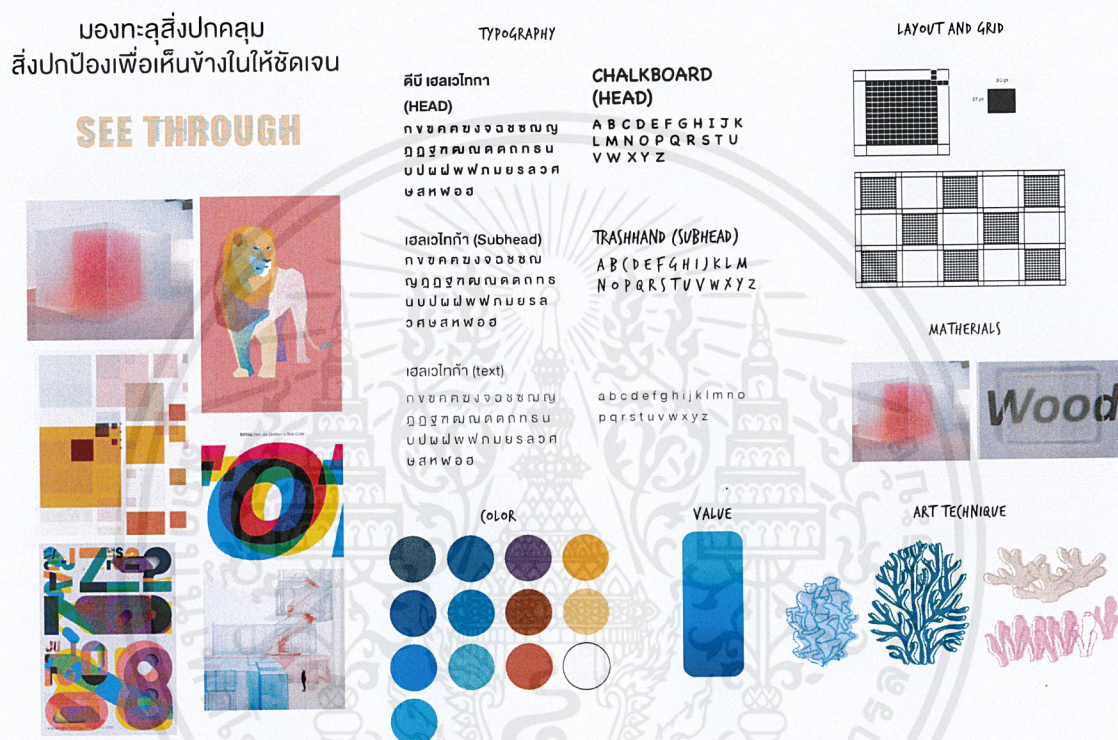 มองทะลุสิ่งปกคลุม
สิ่งปกป้องเพื่อเห็นข้างในให้ชัดเจน
SEE THROUGH
TYPOGRAPHY
คีบี เฮลเวไทกา
(HEAD)
ก ข ฃ ค ฅ ฆ ง จ ฉ ช ซ ฌ ญ
ฎ ฏ ฐ ฑ ฒ ณ ด ต ถ ท ธ น
บ ป ผ ฝ พ ฟ ภ ม ย ร ล ว ศ
ษ ส ห ฬ อ ฮ
CHALKBOARD
(HEAD)
A B C D E F G H I J K
L M N O P Q R S T U
V W X Y Z
เฮลเวไทก้า (Subhead)
ก ข ฃ ค ฅ ฆ ง จ ฉ ช ซ ฌ
ญ ฎ ฏ ฐ ฑ ฒ ณ ด ต ถ ท ธ
น บ ป ผ ฝ พ ฟ ภ ม ย ร ล
ว ศ ษ ส ห ฬ อ ฮ
TRASHHAND (SUBHEAD)
A B C D E F G H I J K L M
N O P Q R S T U V W X Y Z
เฮลเวไทก้า (text)
ก ข ฃ ค ฅ ฆ ง จ ฉ ช ซ ฌ ญ
ฎ ฏ ฐ ฑ ฒ ณ ด ต ถ ท ธ น
บ ป ผ ฝ พ ฟ ภ ม ย ร ล ว ศ
ษ ส ห ฬ อ ฮ
a b c d e f g h i j k l m n o
p q r s t u v w x y z
COLOR
VALUE
LAYOUT AND GRID
MATHERIALS
Wood
ART TECHNIQUE